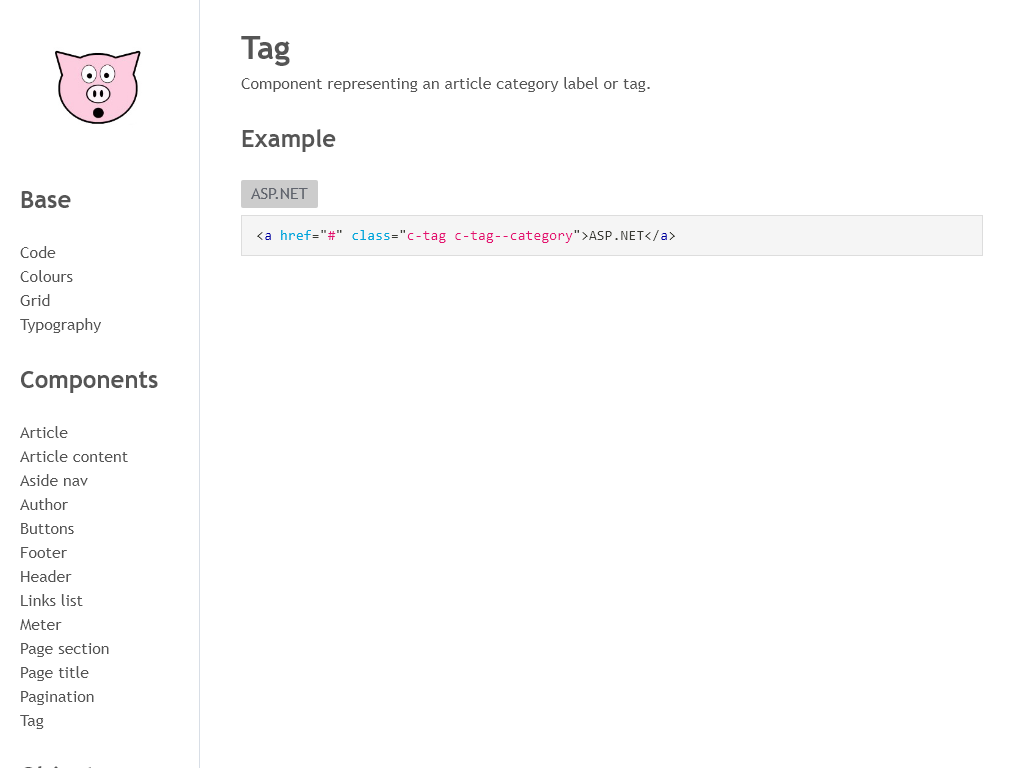 Base
Code
Colours
Grid
Typography
Components
Article
Article content
Aside nav
Author
Buttons
Footer
Header
Links list
Meter
Page section
Page title
Pagination
Tag
Tag
Component representing an article category label or tag.
Example
ASP.NET
<a href="#" class="c-tag c-tag--category">ASP.NET</a>